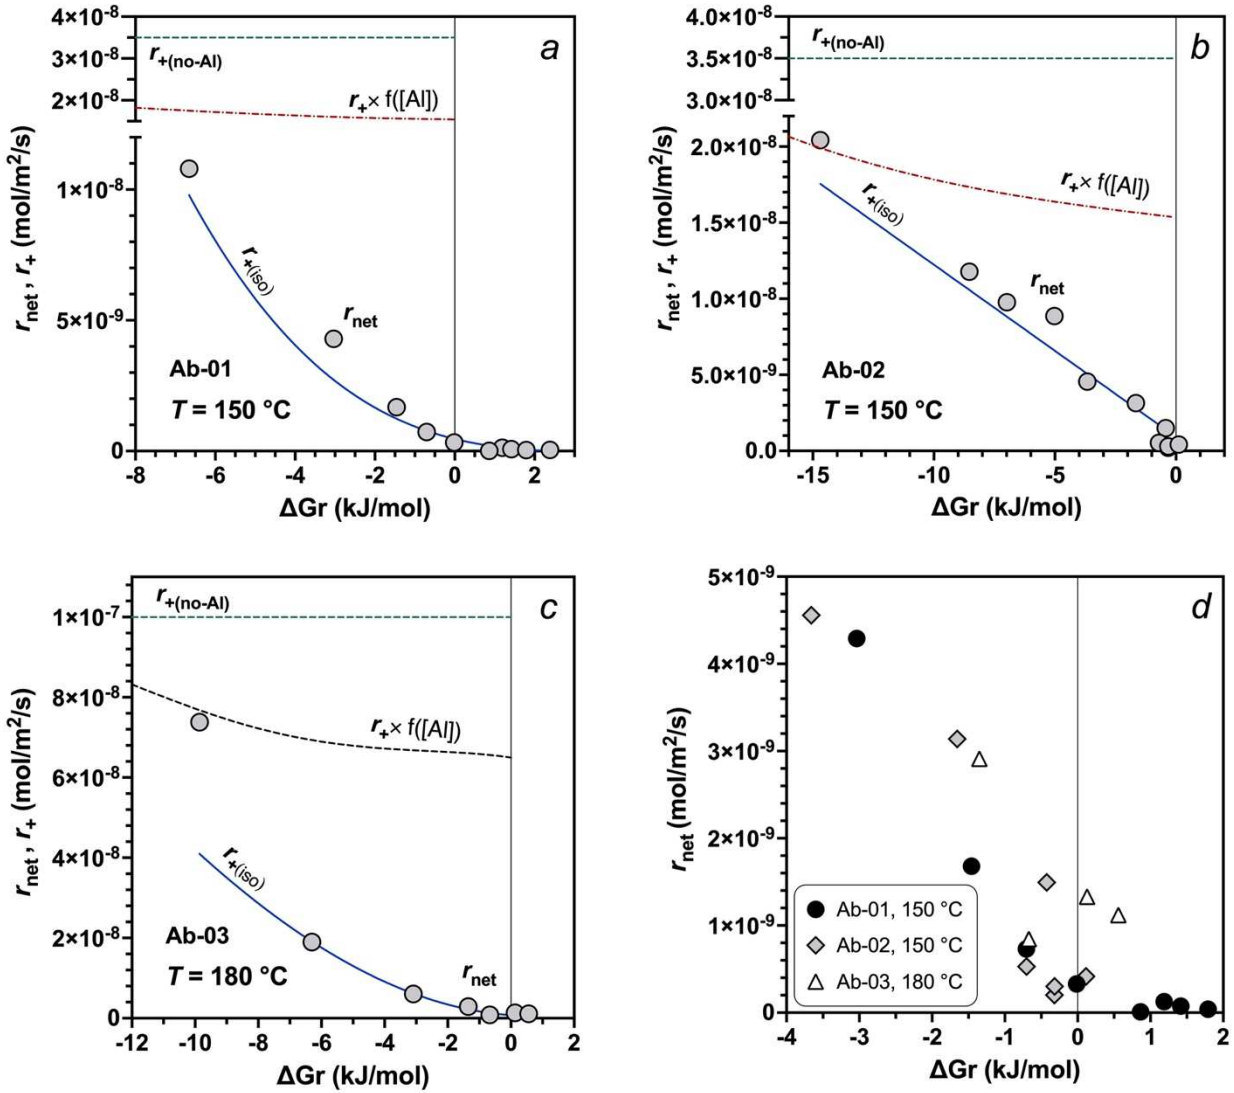 a
4×10-8
3×10-8
2×10-8
1×10-8
5×10-9
0
r+(no-Al)
r+× f([Al])
r+(iso)
rnet
Ab-01
T = 150 °C
rnet , r+ (mol/m2/s)
-8 -6 -4 -2 0 2
ΔGr (kJ/mol)
b
4.0×10-8
3.5×10-8
3.0×10-8
2.0×10-8
1.5×10-8
1.0×10-8
5.0×10-9
0.0
r+(no-Al)
r+× f([Al])
r+(iso)
rnet
Ab-02
T = 150 °C
rnet , r+ (mol/m2/s)
-15 -10 -5 0
ΔGr (kJ/mol)
c
1×10-7
8×10-8
6×10-8
4×10-8
2×10-8
0
r+(no-Al)
r+× f([Al])
r+(iso)
rnet
Ab-03
T = 180 °C
rnet , r+ (mol/m2/s)
-12 -10 -8 -6 -4 -2 0 2
ΔGr (kJ/mol)
d
5×10-9
4×10-9
3×10-9
2×10-9
1×10-9
0
Ab-01, 150 °C
Ab-02, 150 °C
Ab-03, 180 °C
rnet (mol/m2/s)
-4 -3 -2 -1 0 1 2
ΔGr (kJ/mol)